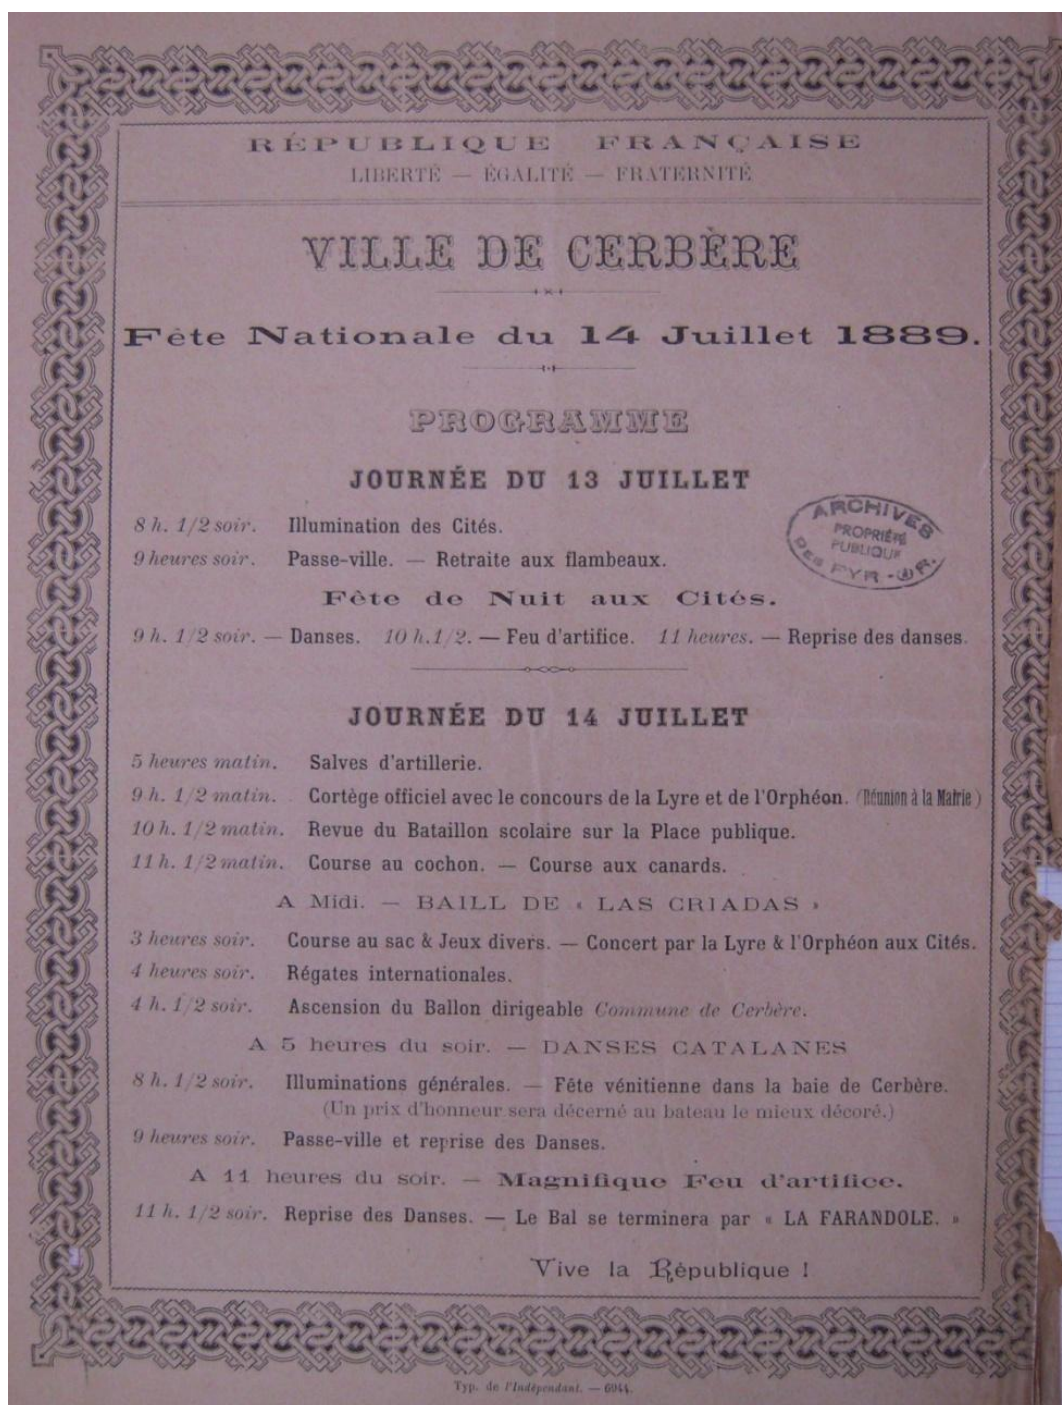 RÉPUBLIQUE FRANÇAISE
LIBERTÉ — ÉGALITÉ — FRATERNITÉ
VILLE DE CERBÈRE
Fête Nationale du 14 Juillet 1889.
PROGRAMME
JOURNÉE DU 13 JUILLET
8 h. 1/2 soir. Illumination des Cités.
9 heures soir. Passe-ville. — Retraite aux flambeaux.
ARCHIVES
PROPRIÉTÉ
PUBLIQUE
DES PYR.-OR.
Fête de Nuit aux Cités.
9 h. 1/2 soir. — Danses. 10 h. 1/2. — Feu d'artifice. 11 heures. — Reprise des danses.
JOURNÉE DU 14 JUILLET
5 heures matin. Salves d'artillerie.
9 h. 1/2 matin. Cortège officiel avec le concours de la Lyre et de l'Orphéon. (Réunion à la Mairie)
10 h. 1/2 matin. Revue du Bataillon scolaire sur la Place publique.
11 h. 1/2 matin. Course au cochon. — Course aux canards.
A Midi. — BAILL DE « LAS CRIADAS »
3 heures soir. Course au sac & Jeux divers. — Concert par la Lyre & l'Orphéon aux Cités.
4 heures soir. Régates internationales.
4 h. 1/2 soir. Ascension du Ballon dirigeable Commune de Cerbère.
A 5 heures du soir. — DANSES CATALANES
8 h. 1/2 soir. Illuminations générales. — Fête vénitienne dans la baie de Cerbère.
(Un prix d'honneur sera décerné au bateau le mieux décoré.)
9 heures soir. Passe-ville et reprise des Danses.
A 11 heures du soir. — Magnifique Feu d'artifice.
11 h. 1/2 soir. Reprise des Danses. — Le Bal se terminera par « LA FARANDOLE. »
Vive la République !
Typ. de l'Indépendant. — 6944.